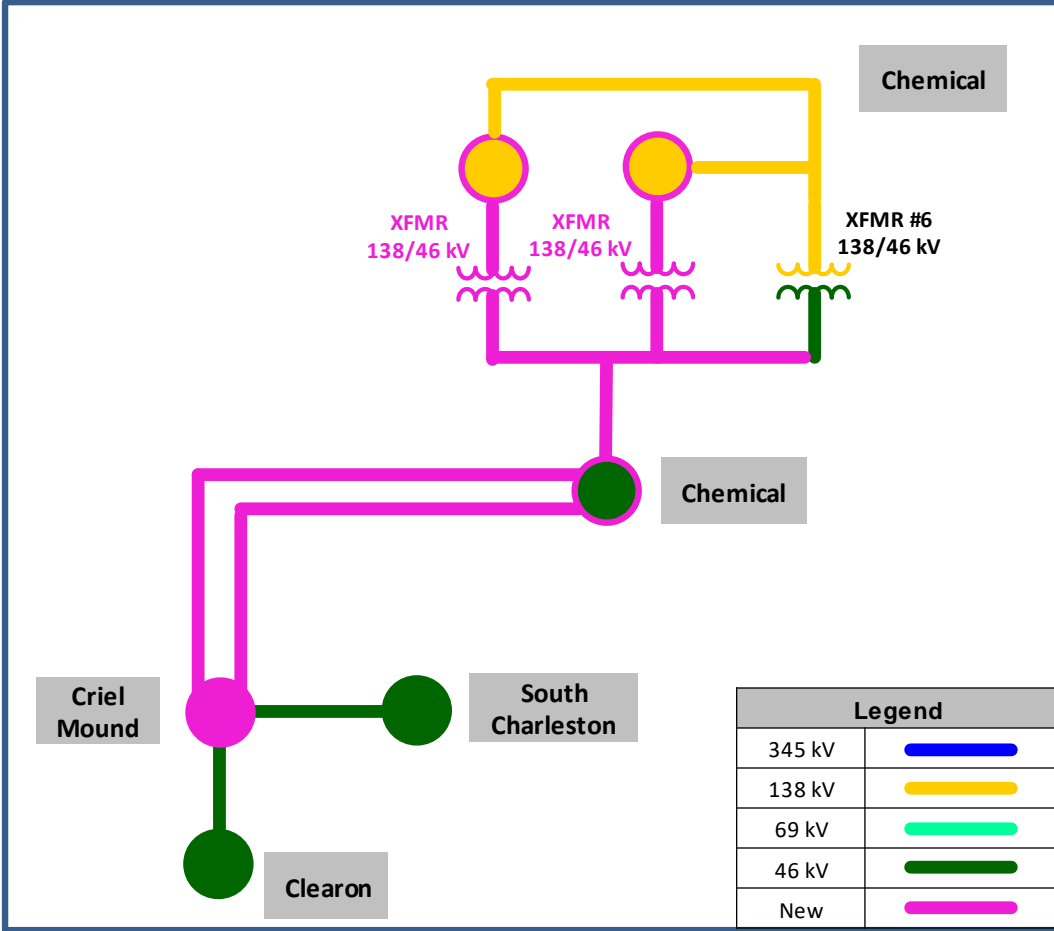 Chemical
XFMR
138/46 kV
XFMR
138/46 kV
XFMR #6
138/46 kV
Chemical
Criel
Mound
South
Charleston
Clearon
Legend
345 kV
138 kV
69 kV
46 kV
New